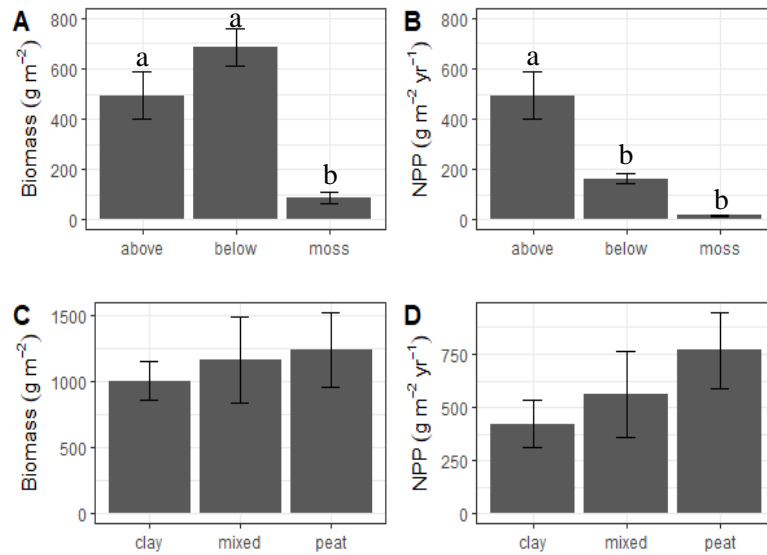 A
Biomass (g m⁻²)
800
600
400
200
0
a
a
b
above below moss
B
NPP (g m⁻² yr⁻¹)
800
600
400
200
0
a
b
b
above below moss
C
Biomass (g m⁻²)
1500
1000
500
0
clay mixed peat
D
NPP (g m⁻² yr⁻¹)
750
500
250
0
clay mixed peat